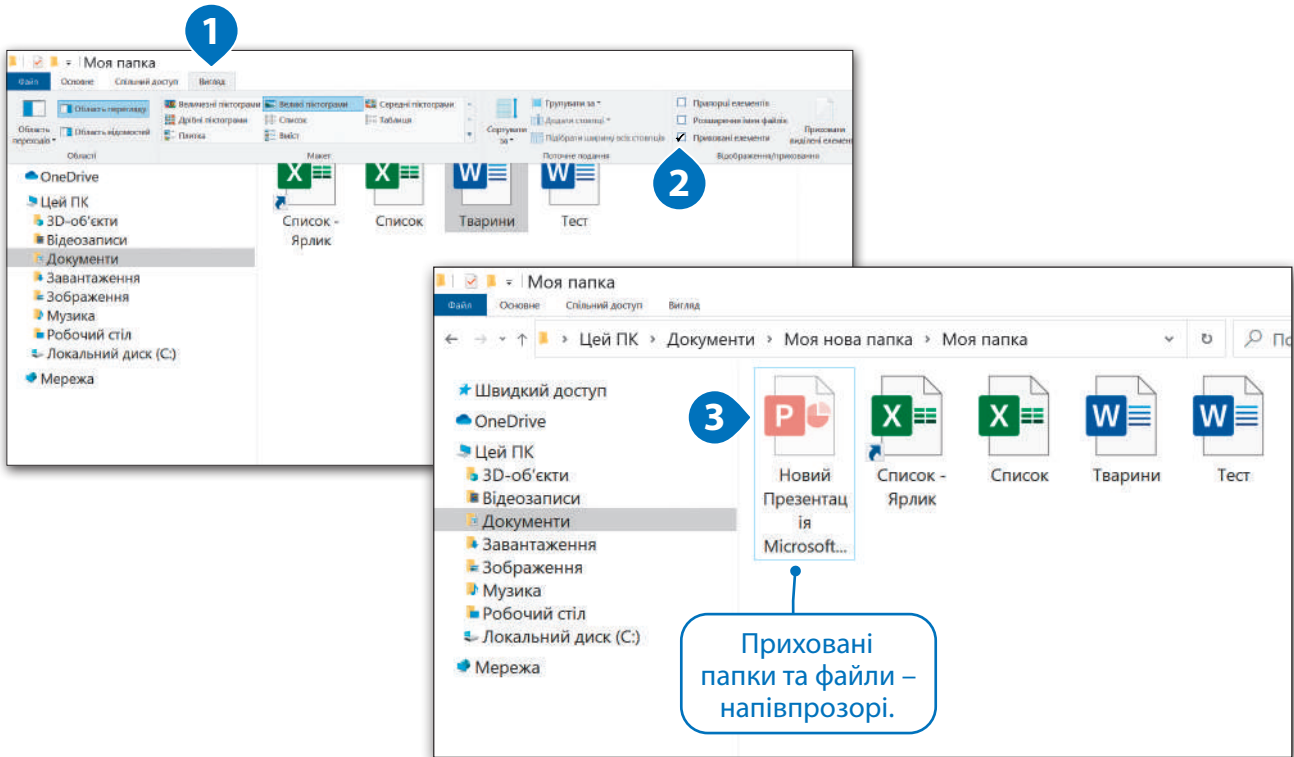 1
Моя папка
Файл Основне Спільний доступ Вигляд
Область переходів
Область перегляду
Область відомостей
Області
Величезні піктограми Великі піктограми Середні піктограми
Дрібні піктограми Список Таблиця
Плитка Вміст
Макет
Сортувати за
Групувати за
Додати стовпці
Підібрати ширину всіх стовпців
Поточне подання
Прапорці елементів
Розширення імен файлів
Приховані елементи
Приховати виділені елемен
Відображення/приховання
2
OneDrive
Цей ПК
3D-об'єкти
Відеозаписи
Документи
Завантаження
Зображення
Музика
Робочий стіл
Локальний диск (C:)
Мережа
Список -
Ярлик
Список
Тварини
Тест
Моя папка
Файл Основне Спільний доступ Вигляд
Цей ПК › Документи › Моя нова папка › Моя папка
По
Швидкий доступ
OneDrive
Цей ПК
3D-об'єкти
Відеозаписи
Документи
Завантаження
Зображення
Музика
Робочий стіл
Локальний диск (C:)
Мережа
3
Новий
Презентац
ія
Microsoft...
Список -
Ярлик
Список
Тварини
Тест
Приховані
папки та файли –
напівпрозорі.